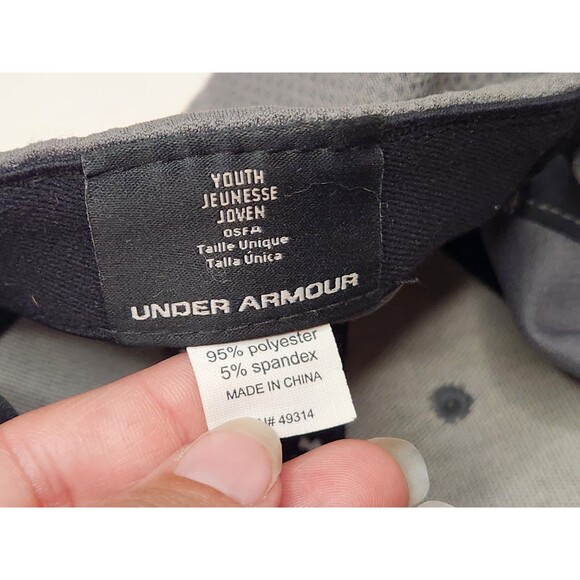 YOUTH
JEUNESSE
JOVEN
OSFA
Taille Unique
Talla Única
UNDER ARMOUR
95% polyester
5% spandex
MADE IN CHINA
N# 49314